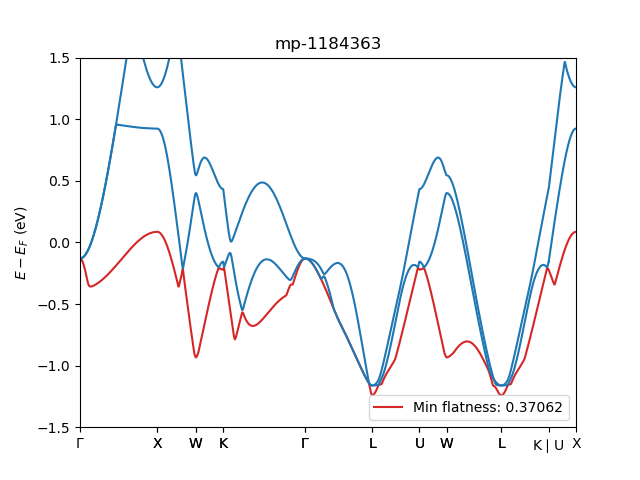 mp-1184363
E − E_F (eV)
1.5
1.0
0.5
0.0
−0.5
−1.0
−1.5
Min flatness: 0.37062
Γ X W K Γ L U W L K | U X